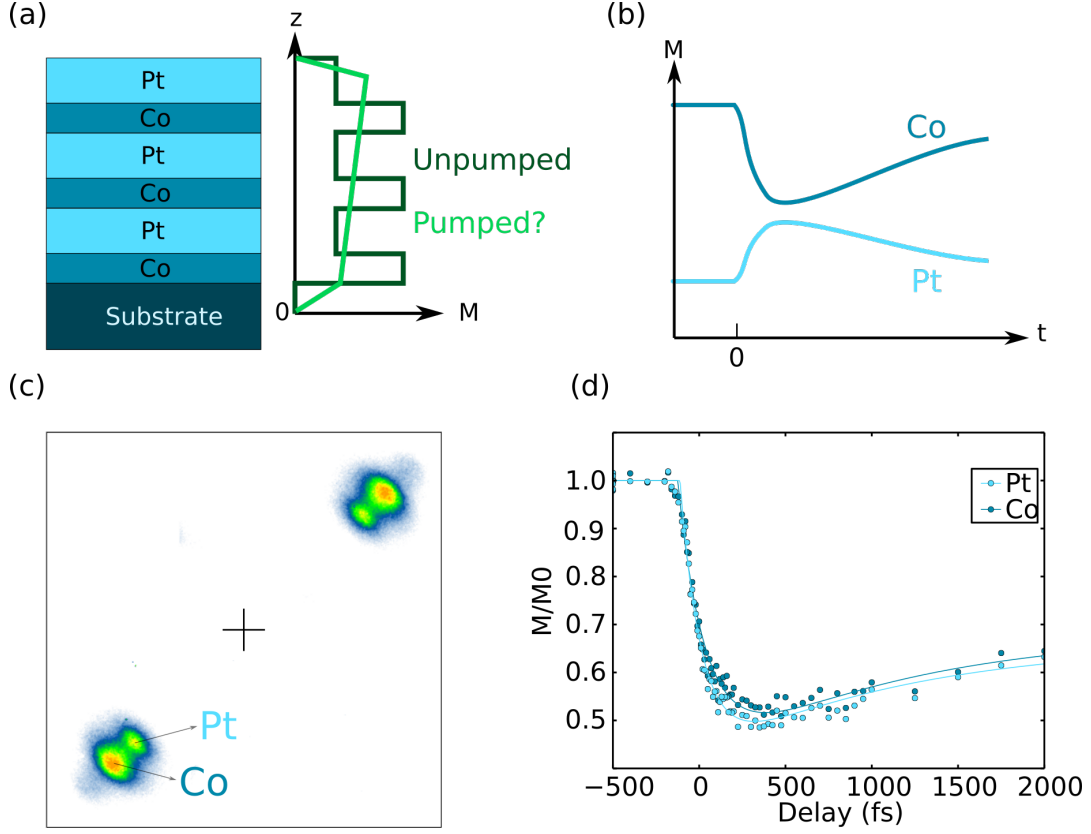 (a)
z
Pt
Co
Pt
Co
Pt
Co
Substrate
Unpumped
Pumped?
0
M
(b)
M
Co
Pt
0
t
(c)
Pt
Co
(d)
M/M0
1.0
0.9
0.8
0.7
0.6
0.5
Pt
Co
−500 0 500 1000 1500 2000
Delay (fs)